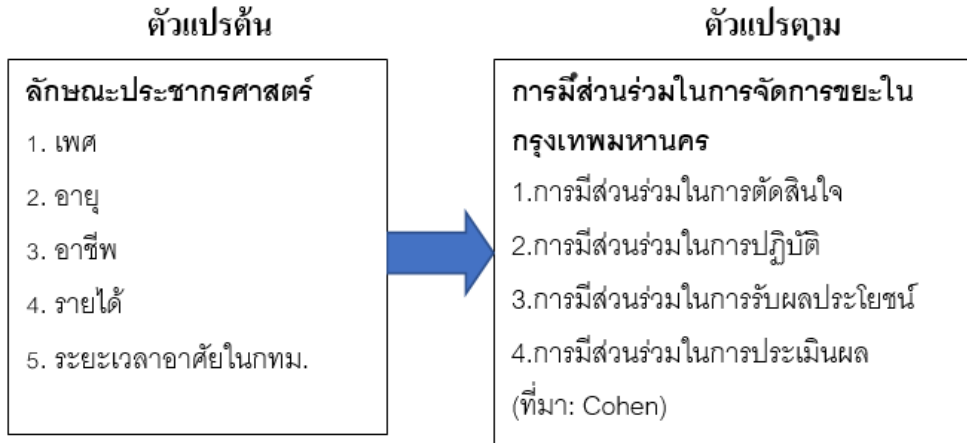 ตัวแปรต้น
ลักษณะประชากรศาสตร์
1. เพศ
2. อายุ
3. อาชีพ
4. รายได้
5. ระยะเวลาอาศัยในกทม.
ตัวแปรตาม
การมีส่วนร่วมในการจัดการขยะใน
กรุงเทพมหานคร
1.การมีส่วนร่วมในการตัดสินใจ
2.การมีส่วนร่วมในการปฏิบัติ
3.การมีส่วนร่วมในการรับผลประโยชน์
4.การมีส่วนร่วมในการประเมินผล
(ที่มา: Cohen)